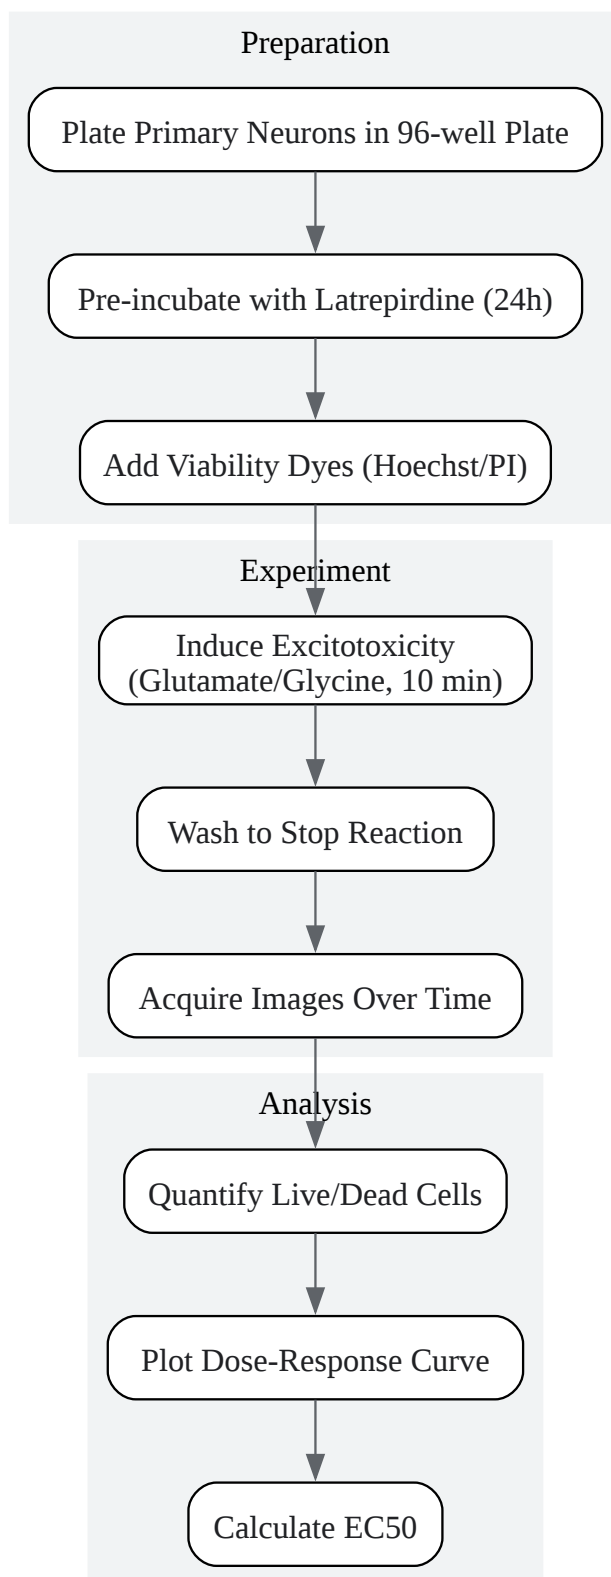 Preparation
Plate Primary Neurons in 96-well Plate
Pre-incubate with Latrepirdine (24h)
Add Viability Dyes (Hoechst/PI)
Experiment
Induce Excitotoxicity
(Glutamate/Glycine, 10 min)
Wash to Stop Reaction
Acquire Images Over Time
Analysis
Quantify Live/Dead Cells
Plot Dose-Response Curve
Calculate EC50